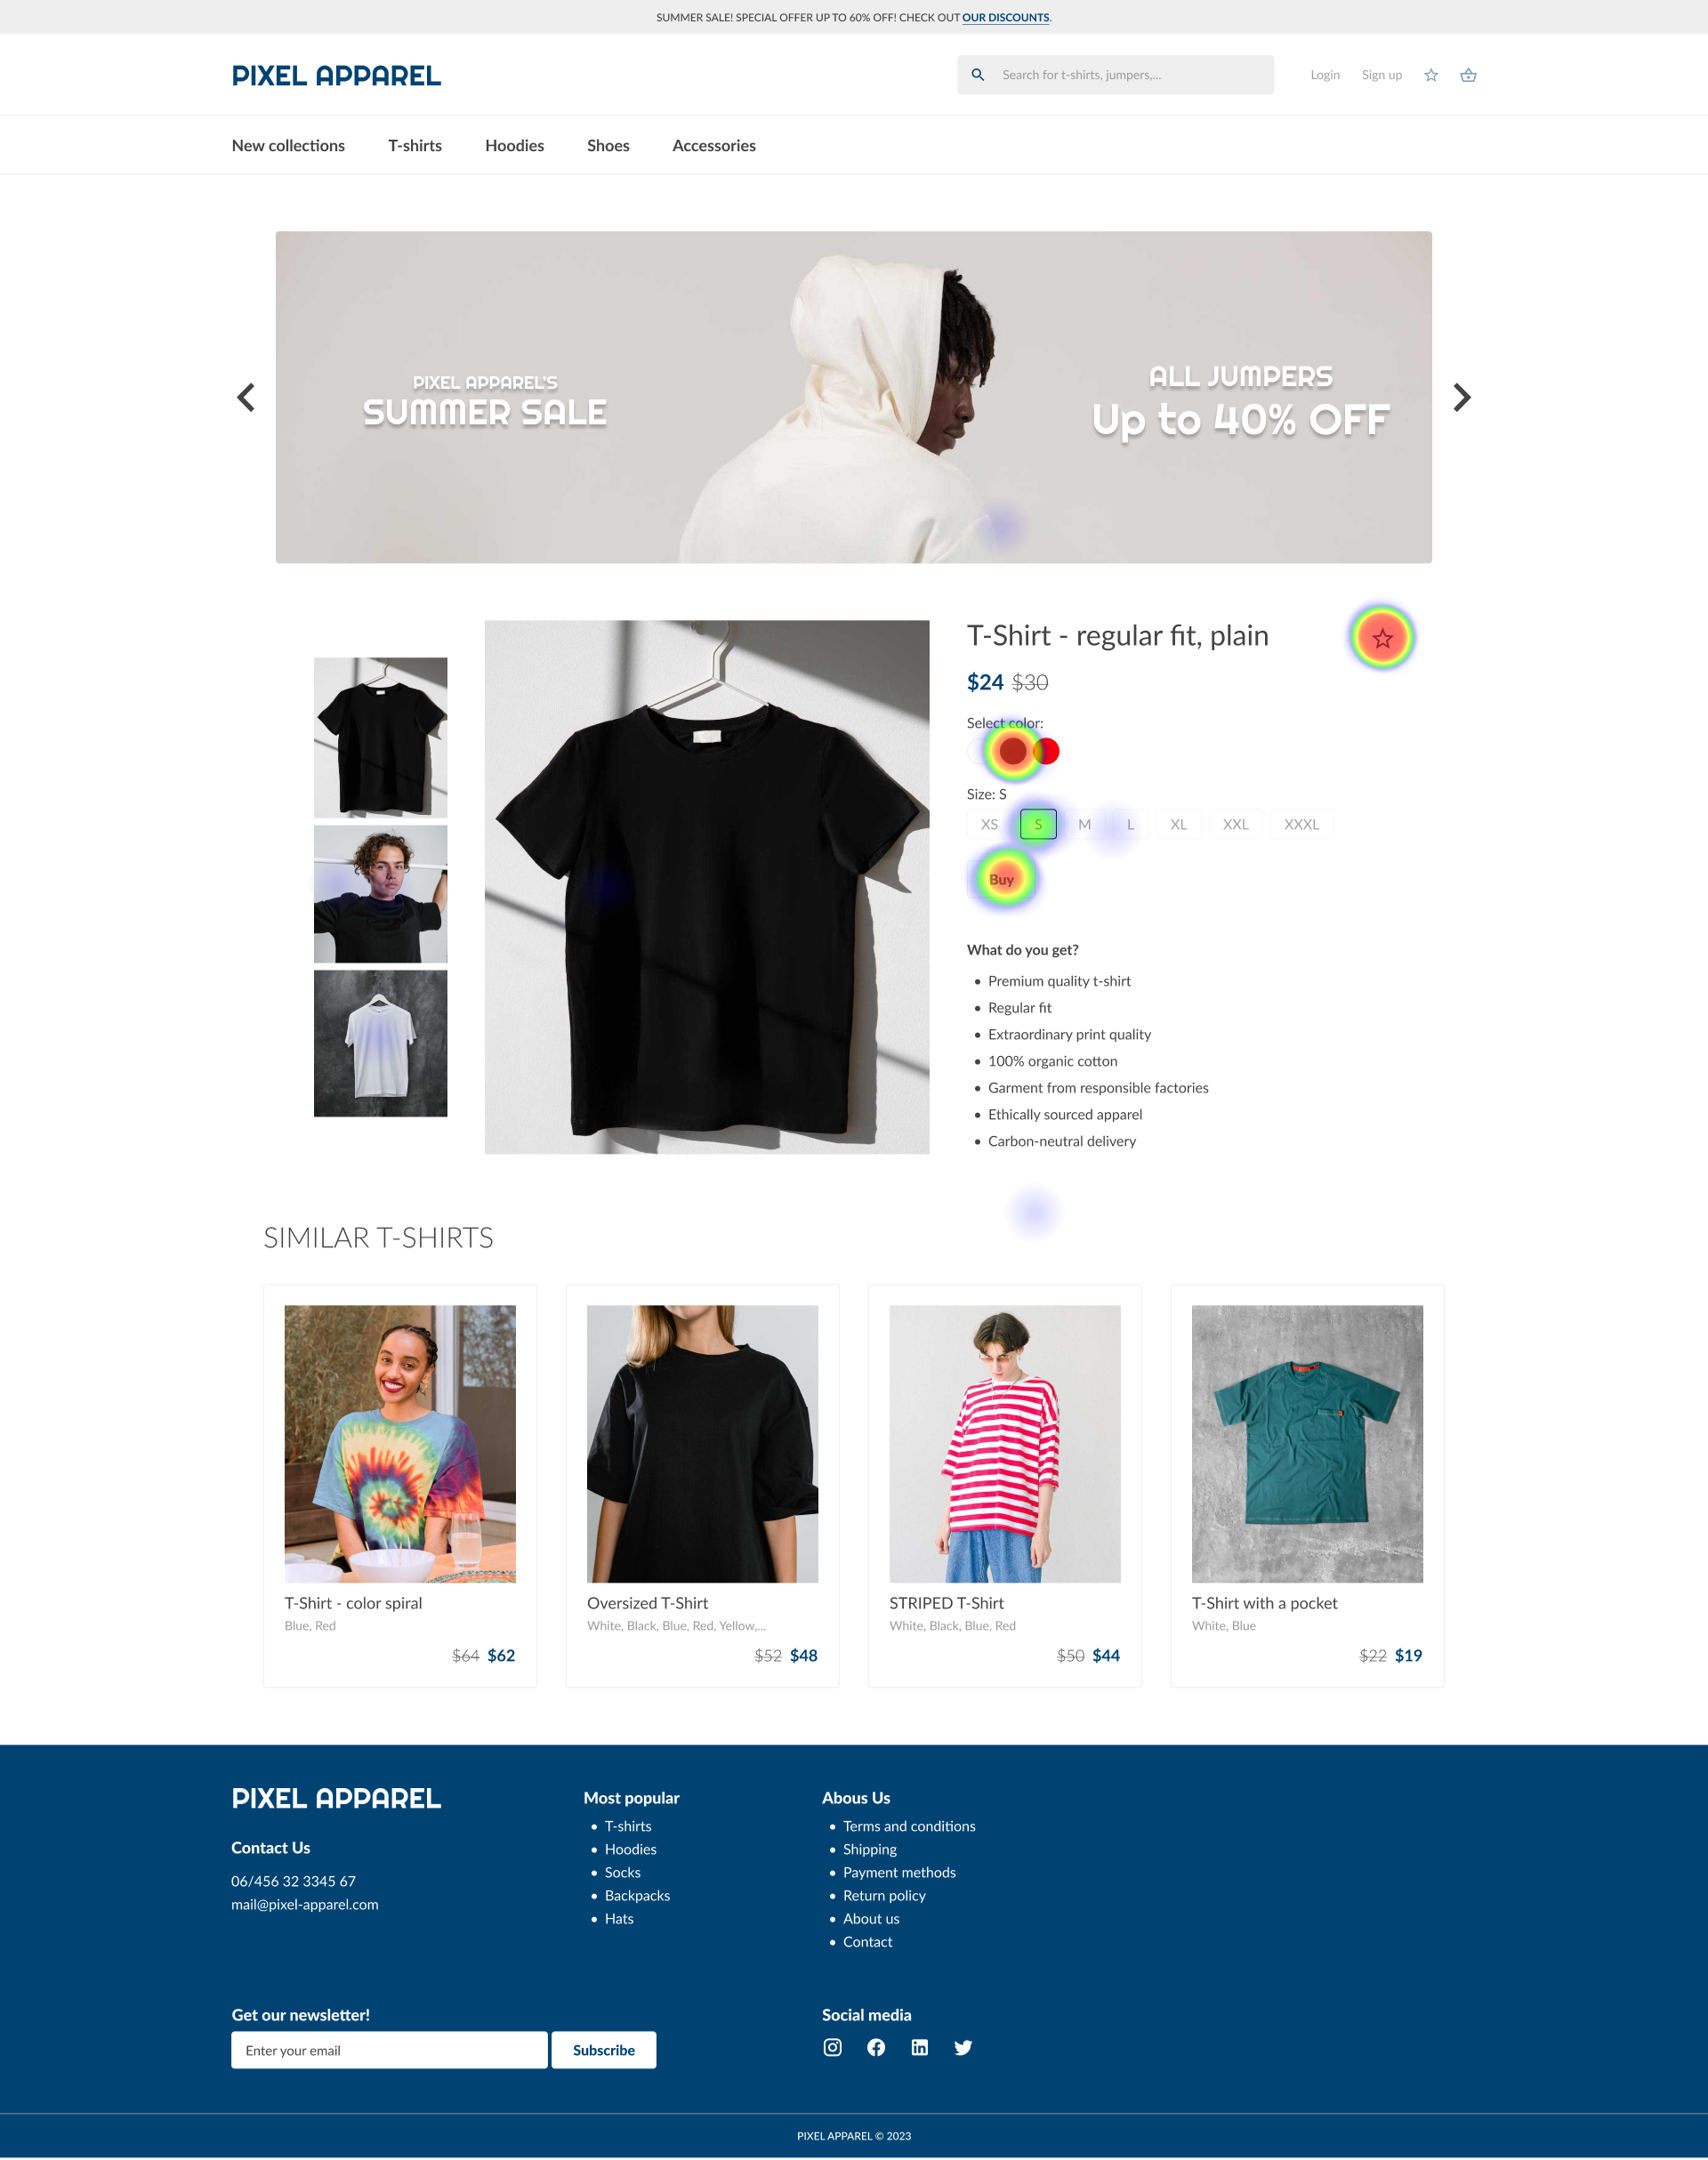 SUMMER SALE! SPECIAL OFFER UP TO 60% OFF! CHECK OUT OUR DISCOUNTS.
PIXEL APPAREL
Search for t-shirts, jumpers,...
Login
Sign up
New collections
T-shirts
Hoodies
Shoes
Accessories
PIXEL APPAREL'S
SUMMER SALE
ALL JUMPERS
Up to 40% OFF
T-Shirt - regular fit, plain
$24 $30
Select color:
Size: S
XS
S
M
L
XL
XXL
XXXL
Buy
What do you get?
• Premium quality t-shirt
• Regular fit
• Extraordinary print quality
• 100% organic cotton
• Garment from responsible factories
• Ethically sourced apparel
• Carbon-neutral delivery
SIMILAR T-SHIRTS
T-Shirt - color spiral
Blue, Red
$64 $62
Oversized T-Shirt
White, Black, Blue, Red, Yellow,...
$52 $48
STRIPED T-Shirt
White, Black, Blue, Red
$50 $44
T-Shirt with a pocket
White, Blue
$22 $19
PIXEL APPAREL
Contact Us
06/456 32 3345 67
mail@pixel-apparel.com
Most popular
• T-shirts
• Hoodies
• Socks
• Backpacks
• Hats
Abous Us
• Terms and conditions
• Shipping
• Payment methods
• Return policy
• About us
• Contact
Get our newsletter!
Enter your email
Subscribe
Social media
PIXEL APPAREL © 2023